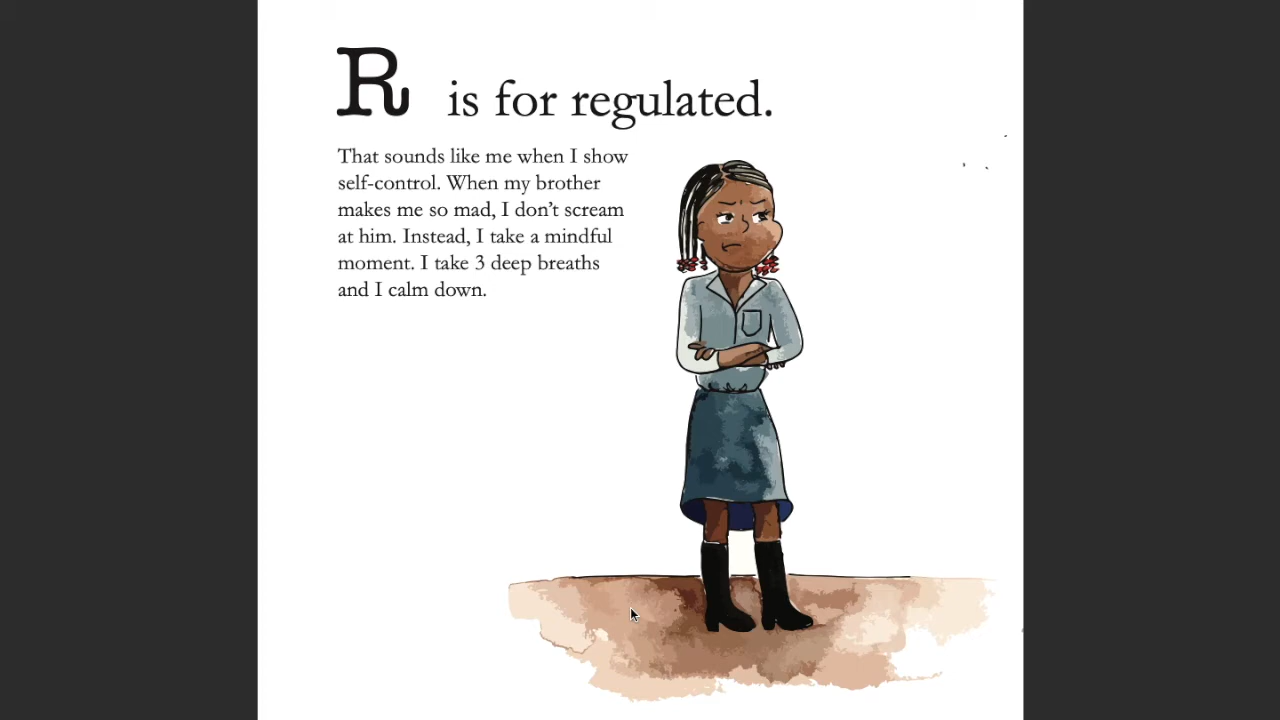 R is for regulated.
That sounds like me when I show
self-control. When my brother
makes me so mad, I don’t scream
at him. Instead, I take a mindful
moment. I take 3 deep breaths
and I calm down.